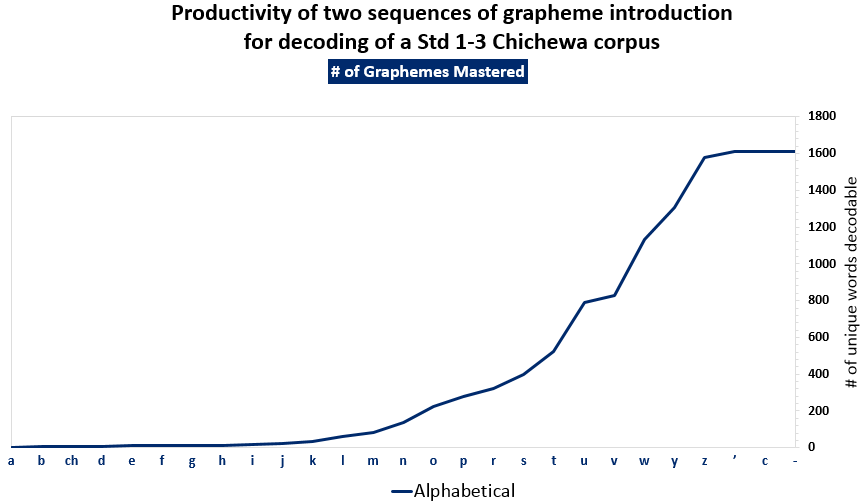 Productivity of two sequences of grapheme introduction
for decoding of a Std 1-3 Chichewa corpus
# of Graphemes Mastered
1800
1600
1400
1200
1000
800
600
400
200
0
# of unique words decodable
a b ch d e f g h i j k l m n o p r s t u v w y z ’ c -
Alphabetical